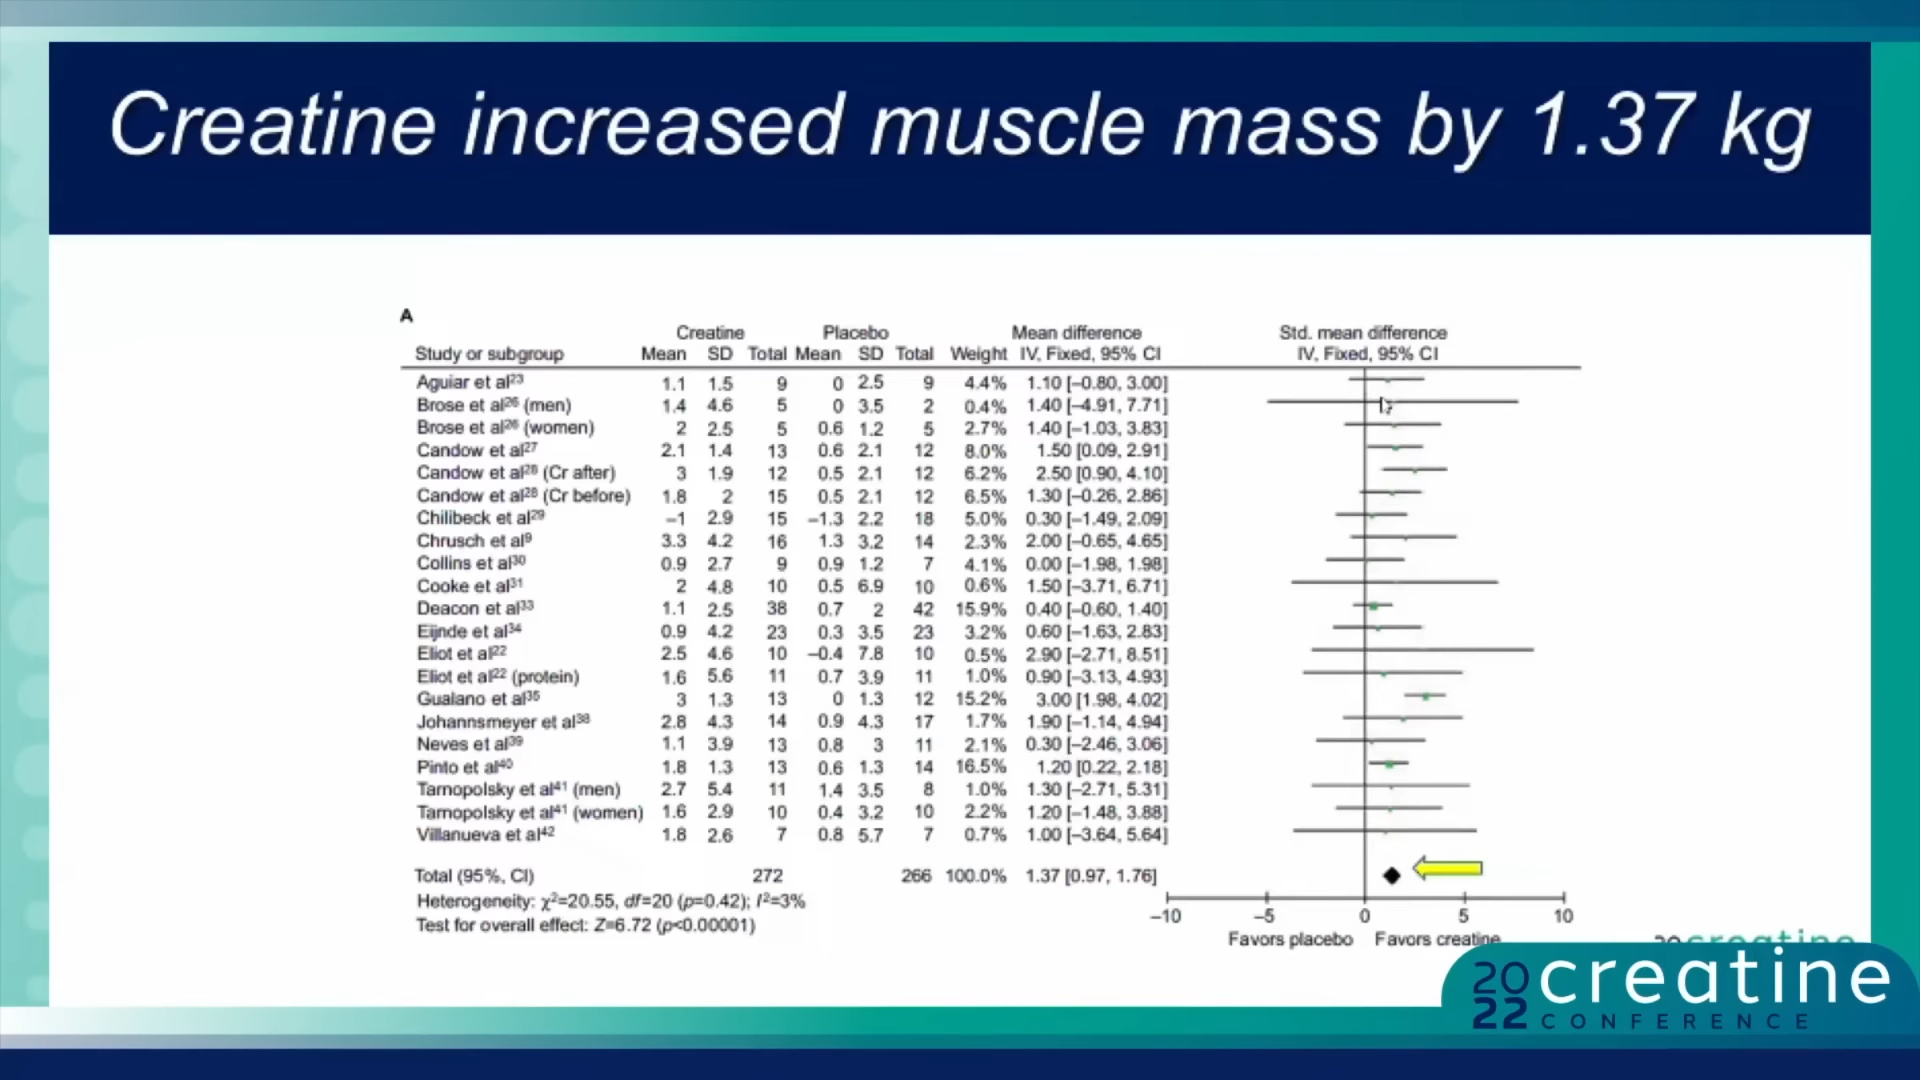 Creatine increased muscle mass by 1.37 kg
A
Creatine Placebo Mean difference Std. mean difference
Study or subgroup Mean SD Total Mean SD Total Weight IV, Fixed, 95% CI IV, Fixed, 95% CI
Aguiar et al23 1.1 1.5 9 0 2.5 9 4.4% 1.10 [–0.80, 3.00]
Brose et al26 (men) 1.4 4.6 5 0 3.5 2 0.4% 1.40 [–4.91, 7.71]
Brose et al26 (women) 2 2.5 5 0.6 1.2 5 2.7% 1.40 [–1.03, 3.83]
Candow et al27 2.1 1.4 13 0.6 2.1 12 8.0% 1.50 [0.09, 2.91]
Candow et al28 (Cr after) 3 1.9 12 0.5 2.1 12 6.2% 2.50 [0.90, 4.10]
Candow et al28 (Cr before) 1.8 2 15 0.5 2.1 12 6.5% 1.30 [–0.26, 2.86]
Chilibeck et al29 –1 2.9 15 –1.3 2.2 18 5.0% 0.30 [–1.49, 2.09]
Chrusch et al9 3.3 4.2 16 1.3 3.2 14 2.3% 2.00 [–0.65, 4.65]
Collins et al30 0.9 2.7 9 0.9 1.2 7 4.1% 0.00 [–1.98, 1.98]
Cooke et al31 2 4.8 10 0.5 6.9 10 0.6% 1.50 [–3.71, 6.71]
Deacon et al33 1.1 2.5 38 0.7 2 42 15.9% 0.40 [–0.60, 1.40]
Eijnde et al34 0.9 4.2 23 0.3 3.5 23 3.2% 0.60 [–1.63, 2.83]
Eliot et al22 2.5 4.6 10 –0.4 7.8 10 0.5% 2.90 [–2.71, 8.51]
Eliot et al22 (protein) 1.6 5.6 11 0.7 3.9 11 1.0% 0.90 [–3.13, 4.93]
Gualano et al35 3 1.3 13 0 1.3 12 15.2% 3.00 [1.98, 4.02]
Johannsmeyer et al38 2.8 4.3 14 0.9 4.3 17 1.7% 1.90 [–1.14, 4.94]
Neves et al39 1.1 3.9 13 0.8 3 11 2.1% 0.30 [–2.46, 3.06]
Pinto et al40 1.8 1.3 13 0.6 1.3 14 16.5% 1.20 [0.22, 2.18]
Tarnopolsky et al41 (men) 2.7 5.4 11 1.4 3.5 8 1.0% 1.30 [–2.71, 5.31]
Tarnopolsky et al41 (women) 1.6 2.9 10 0.4 3.2 10 2.2% 1.20 [–1.48, 3.88]
Villanueva et al42 1.8 2.6 7 0.8 5.7 7 0.7% 1.00 [–3.64, 5.64]
Total (95%, CI) 272 266 100.0% 1.37 [0.97, 1.76]
Heterogeneity: χ2=20.55, df=20 (p=0.42); I2=3%
Test for overall effect: Z=6.72 (p<0.00001)
–10 –5 0 5 10
Favors placebo Favors creatine
20 creatine
2022 creatine
CONFERENCE